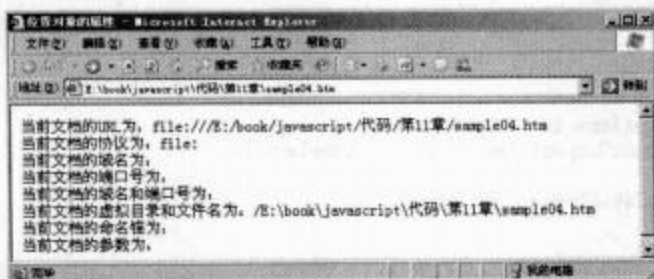 位置对象的属性 - Microsoft Internet Explorer
文件(F) 编辑(E) 查看(V) 收藏(A) 工具(T) 帮助(H)
搜索 收藏夹
地址(D) E:\book\javascript\代码\第11章\sample04.htm 转到
当前文档的URL为：file:///E:/book/javascript/代码/第11章/sample04.htm
当前文档的协议为：file:
当前文档的域名为：
当前文档的端口号为：
当前文档的域名和端口号为：
当前文档的虚拟目录和文件名为：/E:\book\javascript\代码\第11章\sample04.htm
当前文档的命名锚为：
当前文档的参数为：
完毕 我的电脑